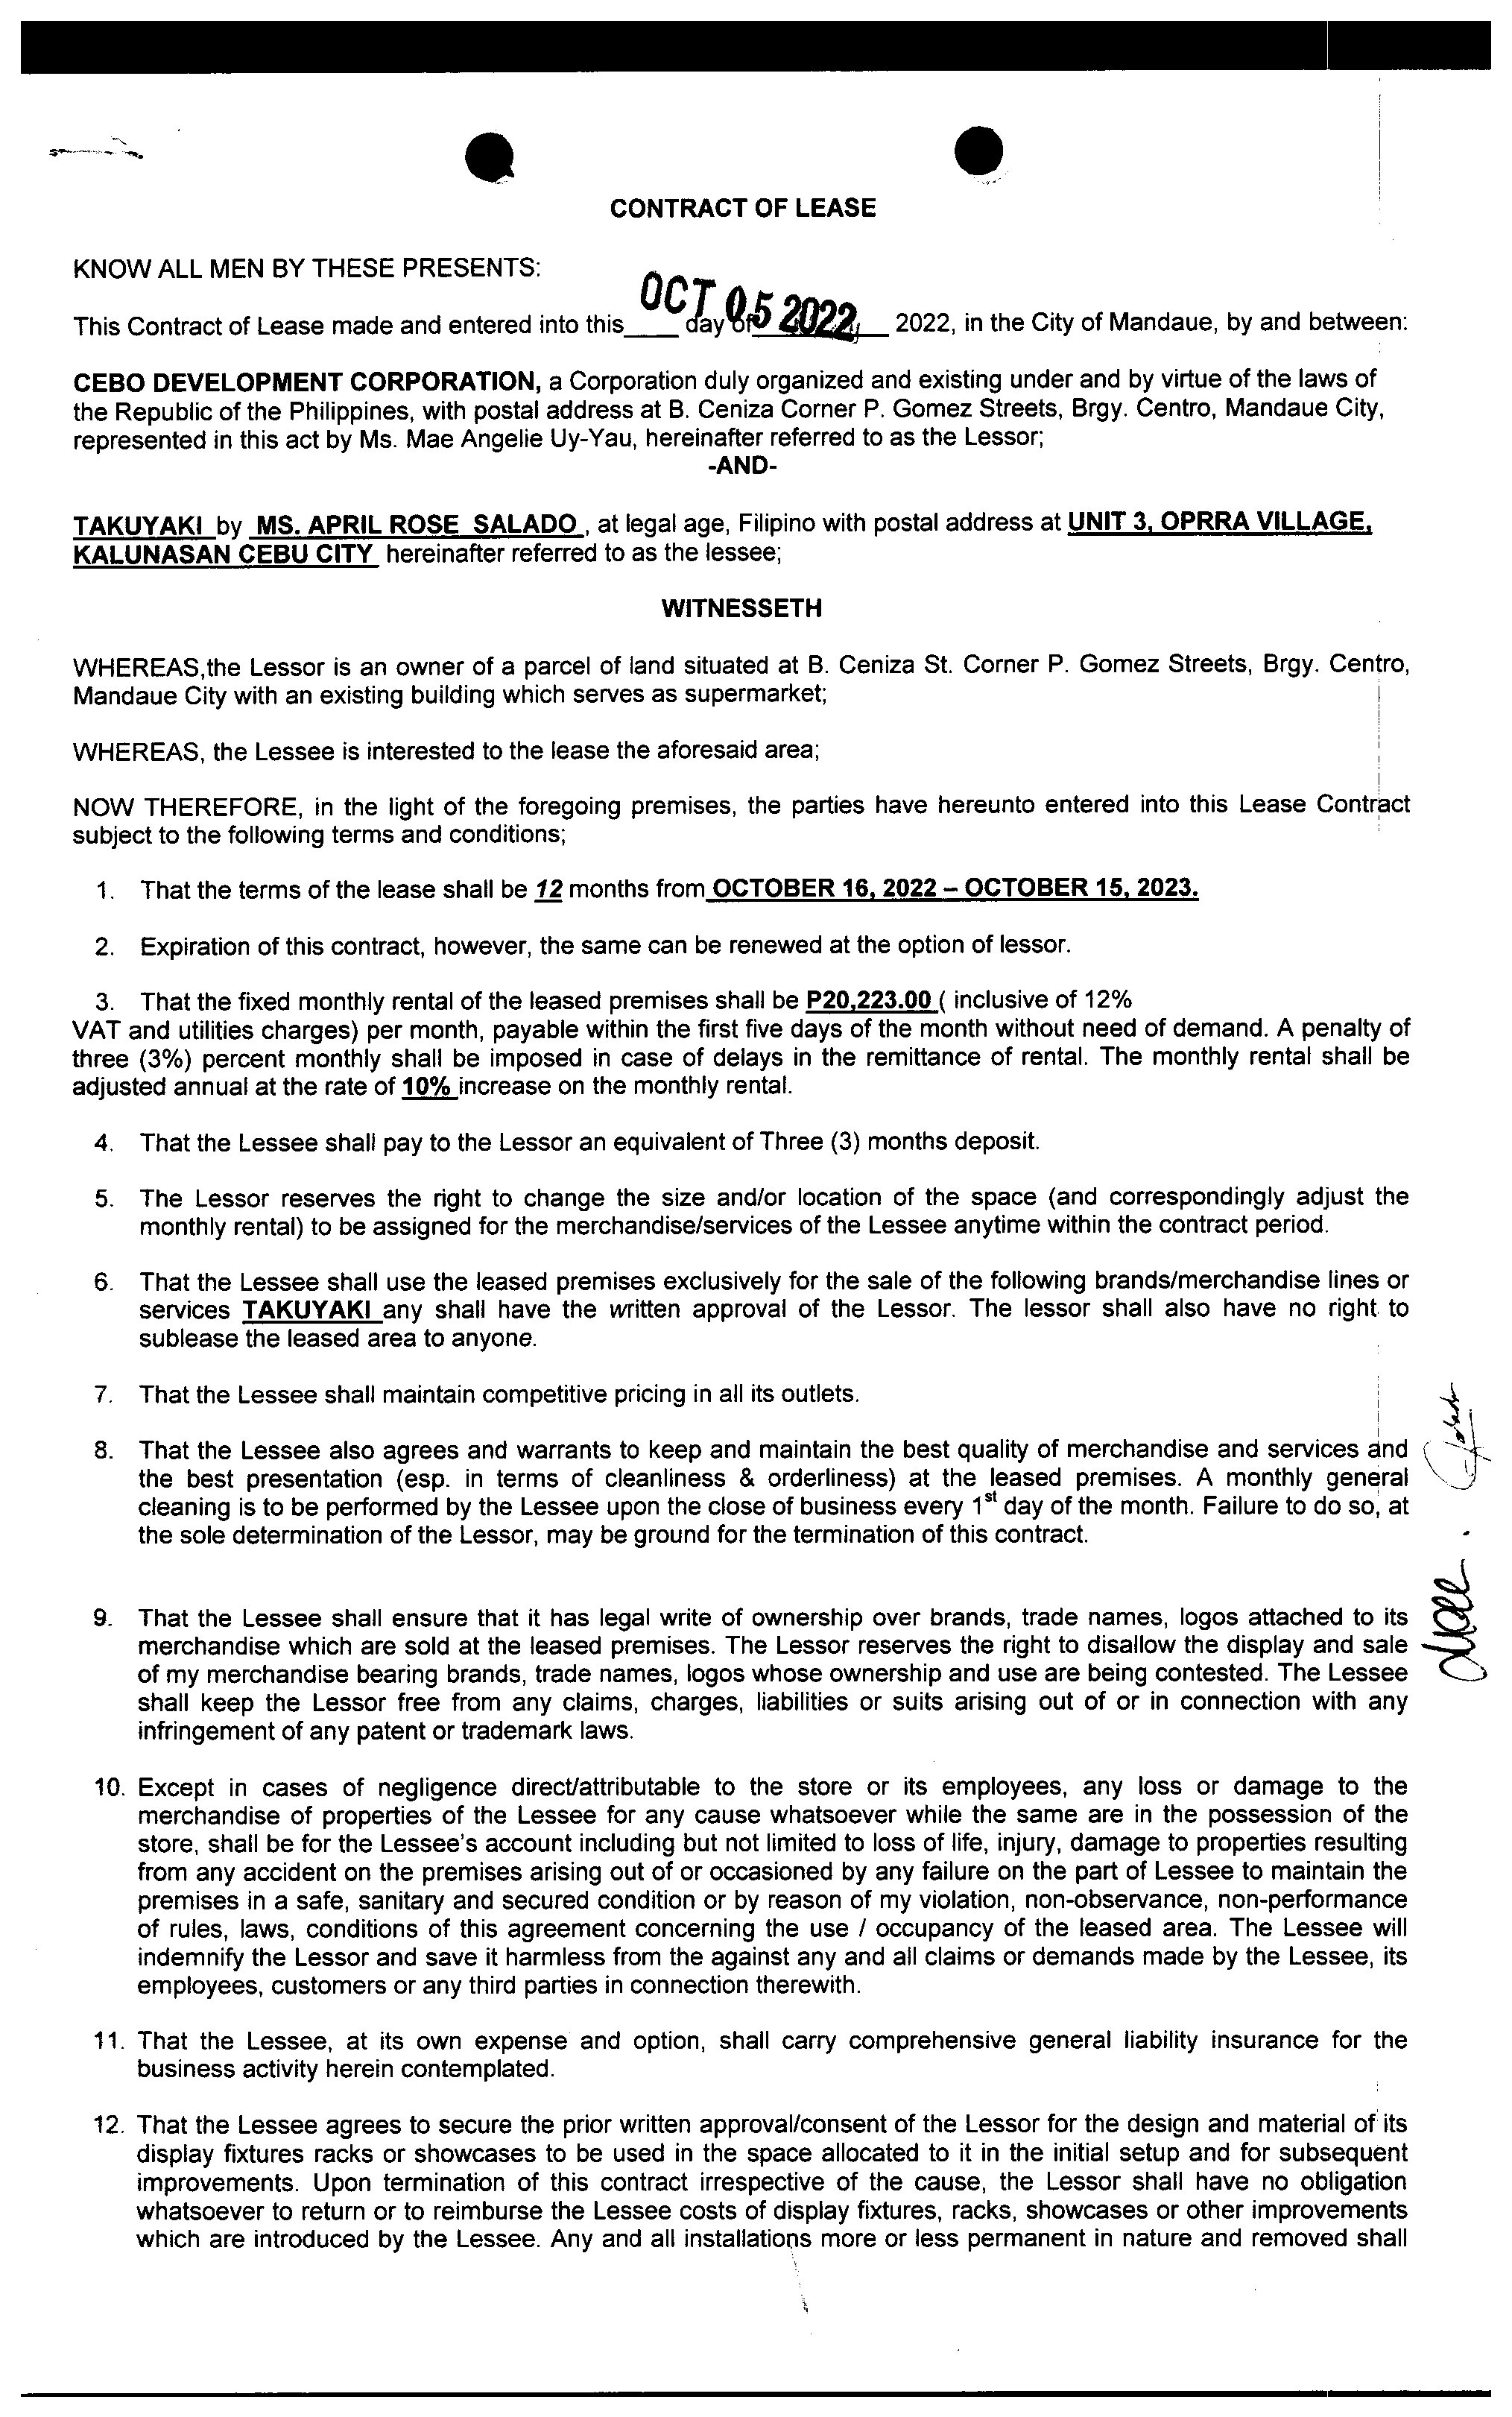 CONTRACT OF LEASE
KNOW ALL MEN BY THESE PRESENTS:
OCT 05 2022
This Contract of Lease made and entered into this____day of________, 2022, in the City of Mandaue, by and between:
CEBO DEVELOPMENT CORPORATION, a Corporation duly organized and existing under and by virtue of the laws of
the Republic of the Philippines, with postal address at B. Ceniza Corner P. Gomez Streets, Brgy. Centro, Mandaue City,
represented in this act by Ms. Mae Angelie Uy-Yau, hereinafter referred to as the Lessor;
-AND-
TAKUYAKI by MS. APRIL ROSE SALADO, at legal age, Filipino with postal address at UNIT 3, OPRRA VILLAGE,
KALUNASAN CEBU CITY hereinafter referred to as the lessee;
WITNESSETH
WHEREAS,the Lessor is an owner of a parcel of land situated at B. Ceniza St. Corner P. Gomez Streets, Brgy. Centro,
Mandaue City with an existing building which serves as supermarket;
WHEREAS, the Lessee is interested to the lease the aforesaid area;
NOW THEREFORE, in the light of the foregoing premises, the parties have hereunto entered into this Lease Contract
subject to the following terms and conditions;
1. That the terms of the lease shall be 12 months from OCTOBER 16, 2022 – OCTOBER 15, 2023.
2. Expiration of this contract, however, the same can be renewed at the option of lessor.
3. That the fixed monthly rental of the leased premises shall be P20,223.00 ( inclusive of 12%
VAT and utilities charges) per month, payable within the first five days of the month without need of demand. A penalty of
three (3%) percent monthly shall be imposed in case of delays in the remittance of rental. The monthly rental shall be
adjusted annual at the rate of 10% increase on the monthly rental.
4. That the Lessee shall pay to the Lessor an equivalent of Three (3) months deposit.
5. The Lessor reserves the right to change the size and/or location of the space (and correspondingly adjust the
monthly rental) to be assigned for the merchandise/services of the Lessee anytime within the contract period.
6. That the Lessee shall use the leased premises exclusively for the sale of the following brands/merchandise lines or
services TAKUYAKI any shall have the written approval of the Lessor. The lessor shall also have no right to
sublease the leased area to anyone.
7. That the Lessee shall maintain competitive pricing in all its outlets.
8. That the Lessee also agrees and warrants to keep and maintain the best quality of merchandise and services and
the best presentation (esp. in terms of cleanliness & orderliness) at the leased premises. A monthly general
cleaning is to be performed by the Lessee upon the close of business every 1st day of the month. Failure to do so, at
the sole determination of the Lessor, may be ground for the termination of this contract.
9. That the Lessee shall ensure that it has legal write of ownership over brands, trade names, logos attached to its
merchandise which are sold at the leased premises. The Lessor reserves the right to disallow the display and sale
of my merchandise bearing brands, trade names, logos whose ownership and use are being contested. The Lessee
shall keep the Lessor free from any claims, charges, liabilities or suits arising out of or in connection with any
infringement of any patent or trademark laws.
10. Except in cases of negligence direct/attributable to the store or its employees, any loss or damage to the
merchandise of properties of the Lessee for any cause whatsoever while the same are in the possession of the
store, shall be for the Lessee's account including but not limited to loss of life, injury, damage to properties resulting
from any accident on the premises arising out of or occasioned by any failure on the part of Lessee to maintain the
premises in a safe, sanitary and secured condition or by reason of my violation, non-observance, non-performance
of rules, laws, conditions of this agreement concerning the use / occupancy of the leased area. The Lessee will
indemnify the Lessor and save it harmless from the against any and all claims or demands made by the Lessee, its
employees, customers or any third parties in connection therewith.
11. That the Lessee, at its own expense and option, shall carry comprehensive general liability insurance for the
business activity herein contemplated.
12. That the Lessee agrees to secure the prior written approval/consent of the Lessor for the design and material of its
display fixtures racks or showcases to be used in the space allocated to it in the initial setup and for subsequent
improvements. Upon termination of this contract irrespective of the cause, the Lessor shall have no obligation
whatsoever to return or to reimburse the Lessee costs of display fixtures, racks, showcases or other improvements
which are introduced by the Lessee. Any and all installations more or less permanent in nature and removed shall